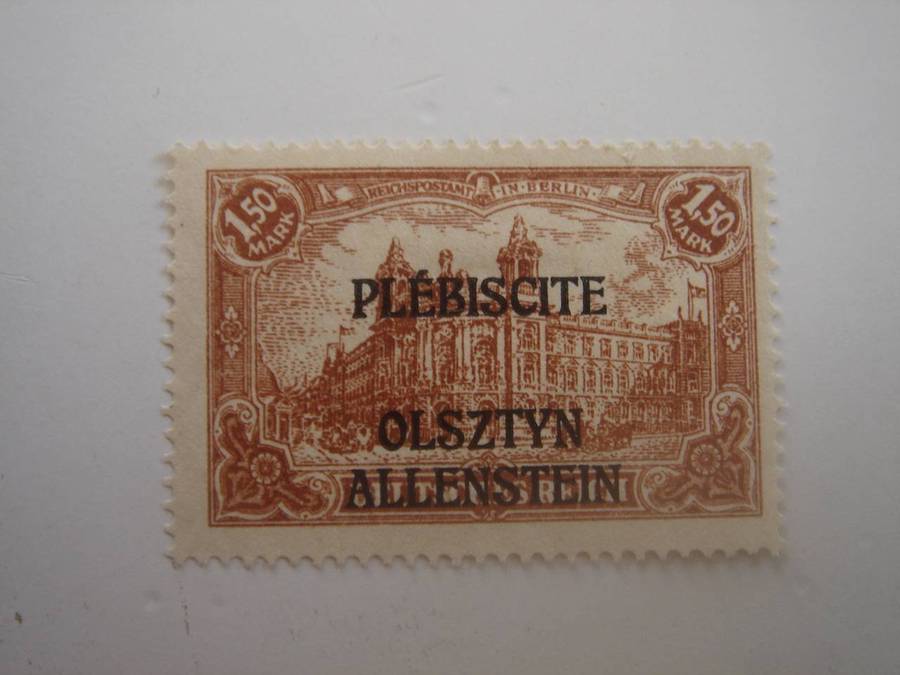 REICHSPOSTAMT · IN · BERLIN ·
1,50 MARK
1,50 MARK
PLÉBISCITE
OLSZTYN
ALLENSTEIN